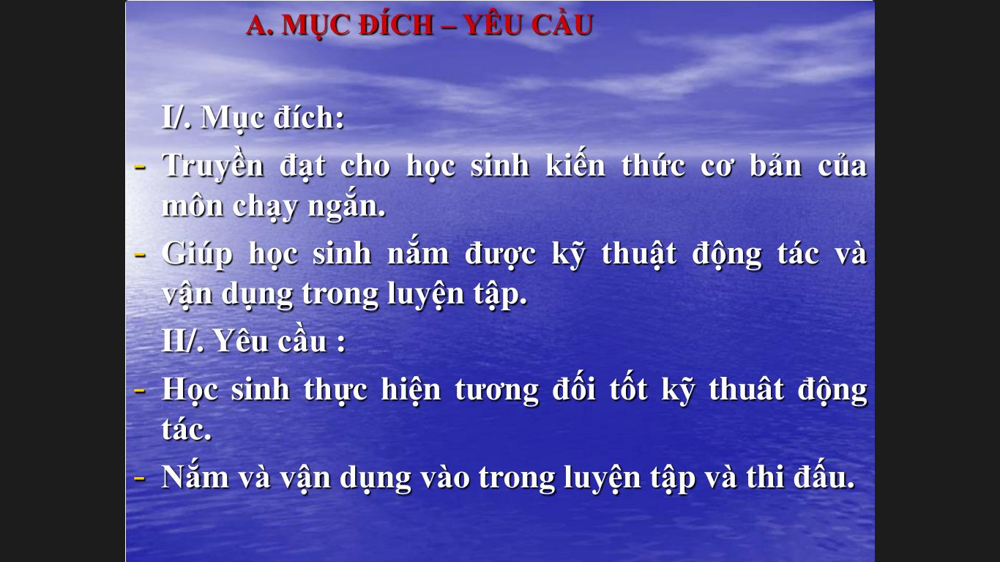 A. MỤC ĐÍCH – YÊU CẦU
I/. Mục đích:
- Truyền đạt cho học sinh kiến thức cơ bản của
môn chạy ngắn.
- Giúp học sinh nắm được kỹ thuật động tác và
vận dụng trong luyện tập.
II/. Yêu cầu :
- Học sinh thực hiện tương đối tốt kỹ thuât động
tác.
- Nắm và vận dụng vào trong luyện tập và thi đấu.